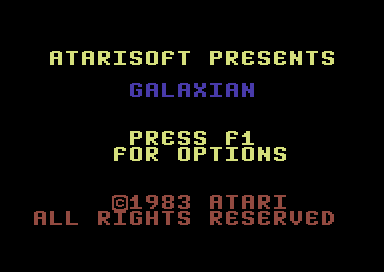 ATARISOFT PRESENTS
GALAXIAN
PRESS F1
FOR OPTIONS
©1983 ATARI
ALL RIGHTS RESERVED